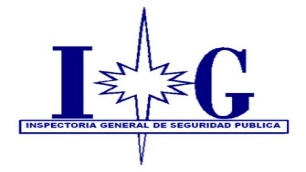 I G
INSPECTORIA GENERAL DE SEGURIDAD PUBLICA